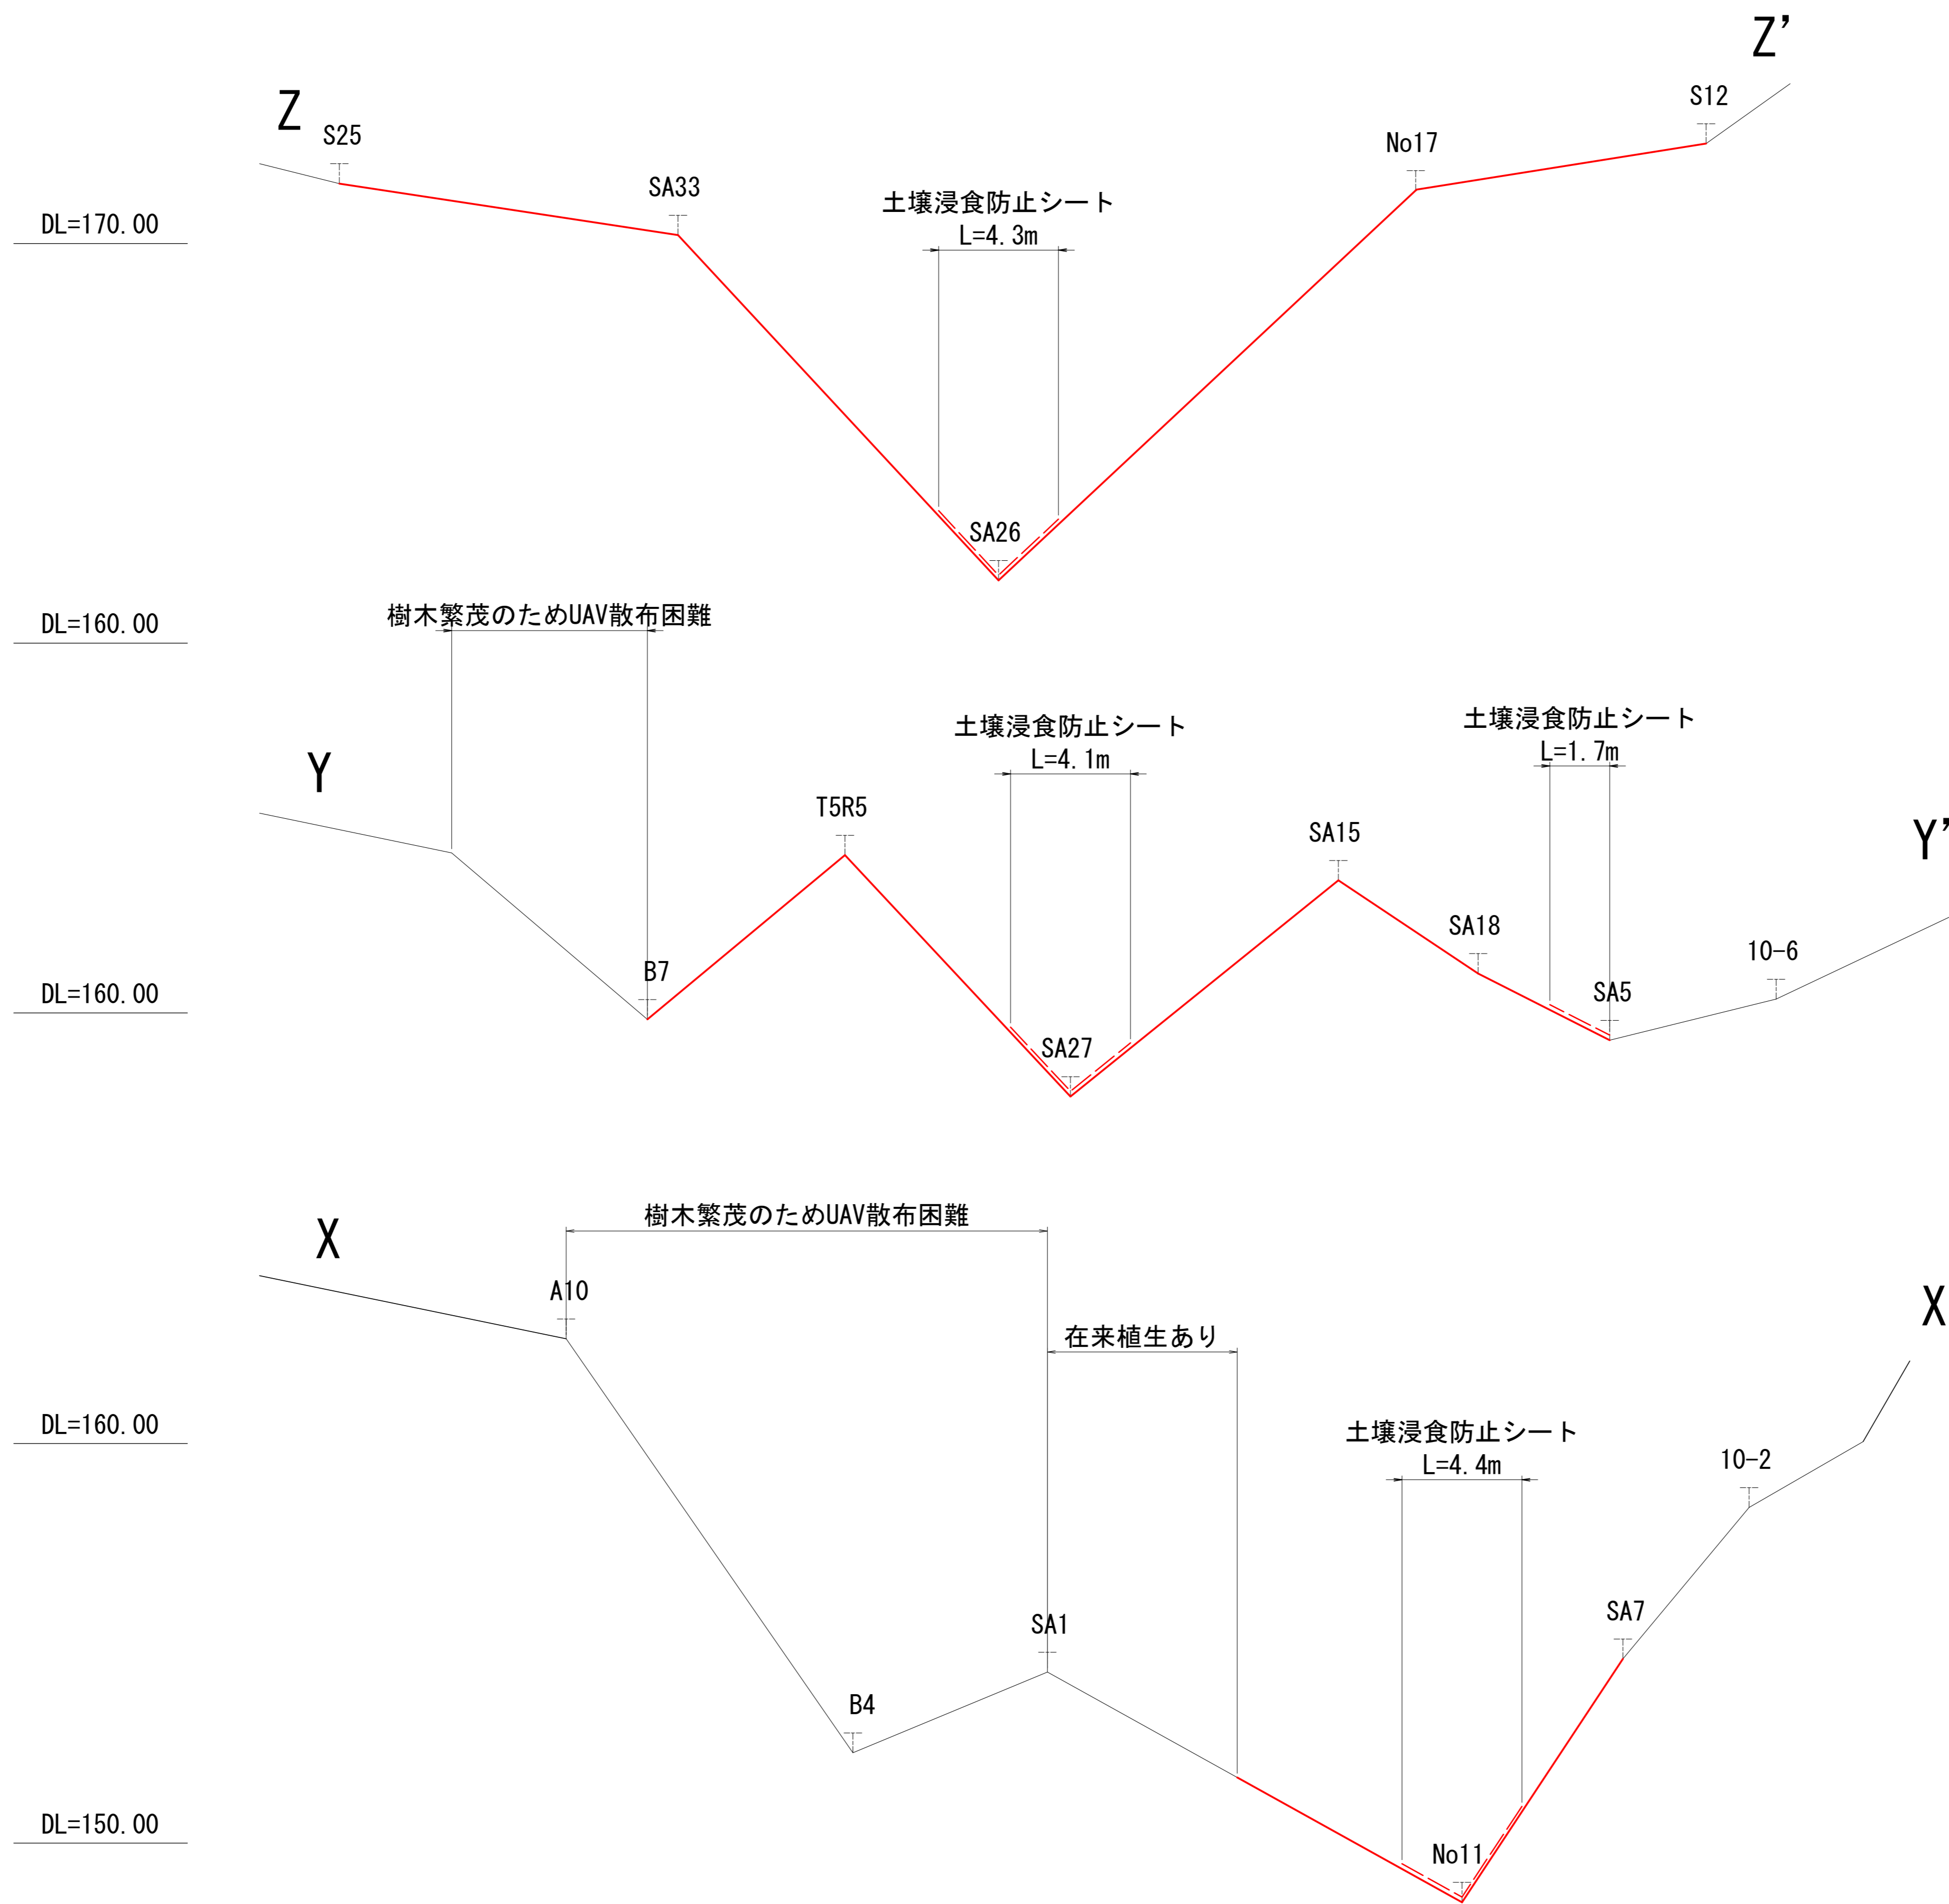 Z’
Z
S12
S25
No17
SA33
土壌浸食防止シート
L=4.3m
DL=170.00
SA26
樹木繁茂のためUAV散布困難
DL=160.00
土壌浸食防止シート
L=1.7m
土壌浸食防止シート
L=4.1m
Y
T5R5
SA15
Y’
SA18
10-6
B7
SA5
DL=160.00
SA27
樹木繁茂のためUAV散布困難
X
A10
X
在来植生あり
DL=160.00
土壌浸食防止シート
L=4.4m
10-2
SA7
SA1
B4
DL=150.00
No11